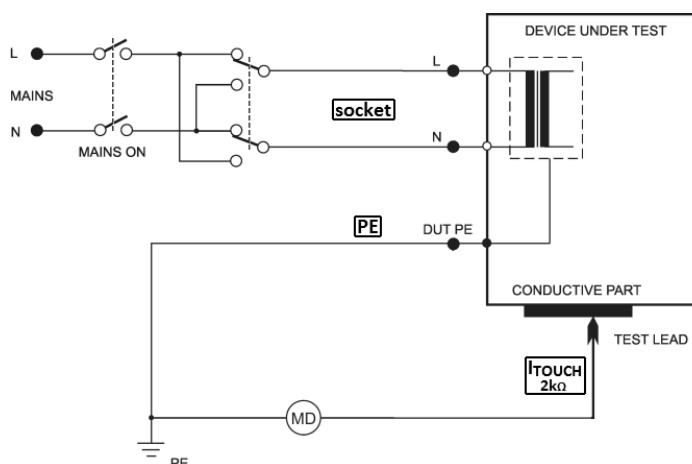 DEVICE UNDER TEST
L
L
MAINS
socket
N
N
MAINS ON
PE
DUT PE
CONDUCTIVE PART
TEST LEAD
ITOUCH
2kΩ
MD
PE